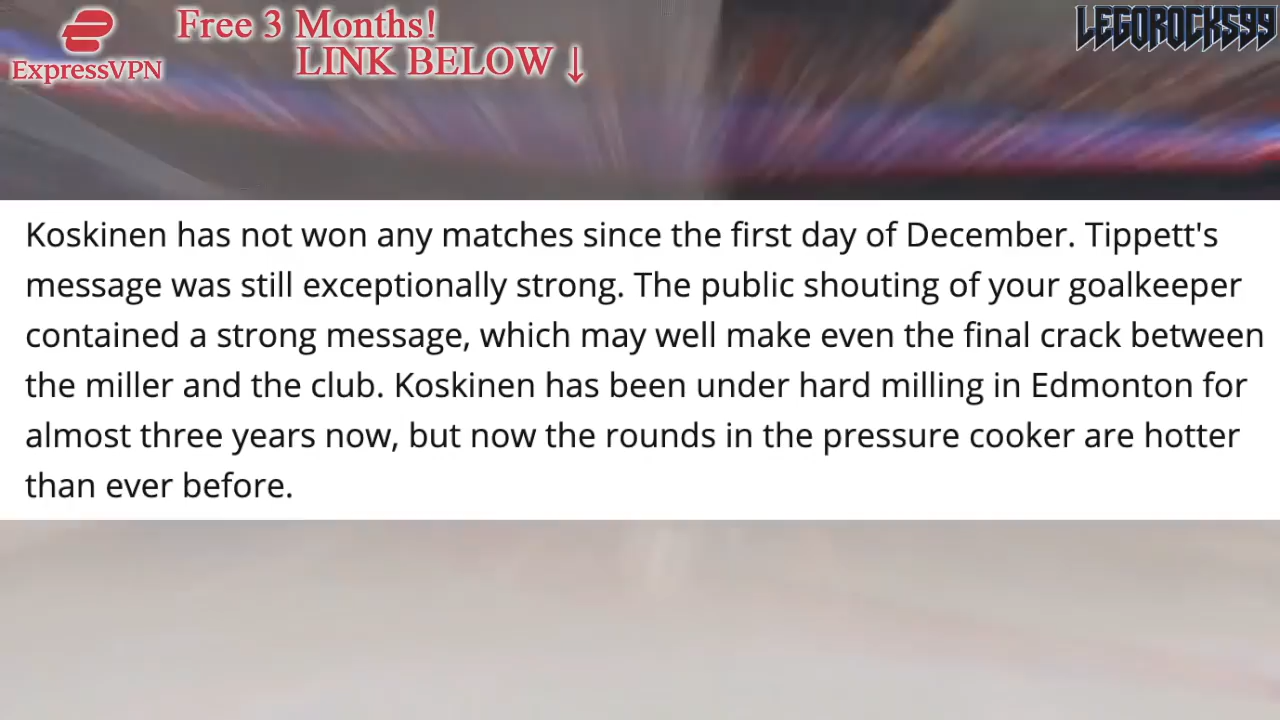 Free 3 Months!
LINK BELOW ↓
ExpressVPN
LEGOROCKS99
Koskinen has not won any matches since the first day of December. Tippett's
message was still exceptionally strong. The public shouting of your goalkeeper
contained a strong message, which may well make even the final crack between
the miller and the club. Koskinen has been under hard milling in Edmonton for
almost three years now, but now the rounds in the pressure cooker are hotter
than ever before.